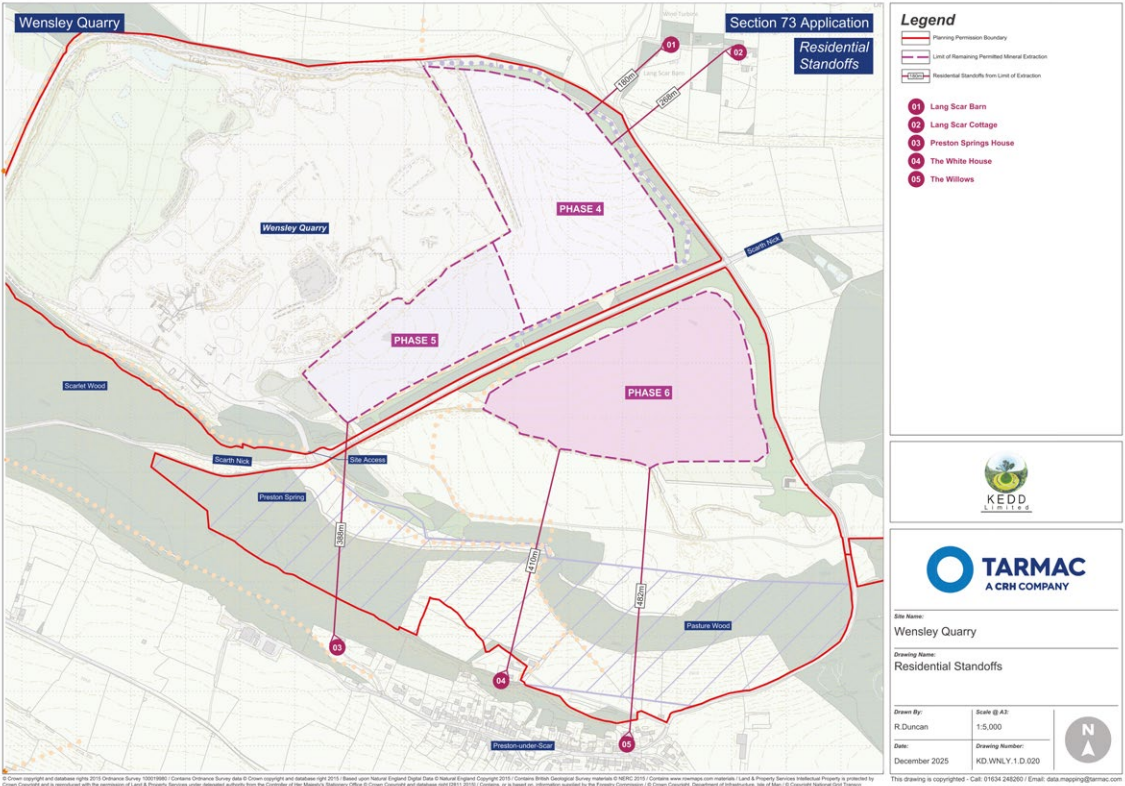 Wensley Quarry
Section 73 Application
Residential
Standoffs
Wind Turbine
Lang Scar Barn
01
02
180m
268m
PHASE 4
Wensley Quarry
Scarth Nick
PHASE 5
PHASE 6
Scarlet Wood
Scarth Nick
Site Access
Preston Spring
388m
410m
482m
Pasture Wood
03
04
05
Preston-under-Scar
Legend
Planning Permission Boundary
Limit of Remaining Permitted Mineral Extraction
180m
Residential Standoffs from Limit of Extraction
01 Lang Scar Barn
02 Lang Scar Cottage
03 Preston Springs House
04 The White House
05 The Willows
KEDD
Limited
TARMAC
A CRH COMPANY
Site Name:
Wensley Quarry
Drawing Name:
Residential Standoffs
Drawn By:
R.Duncan
Scale @ A3:
1:5,000
Date:
December 2025
Drawing Number:
KD.WNLY.1.D.020
N
This drawing is copyrighted - Call: 01634 248260 / Email: data.mapping@tarmac.com